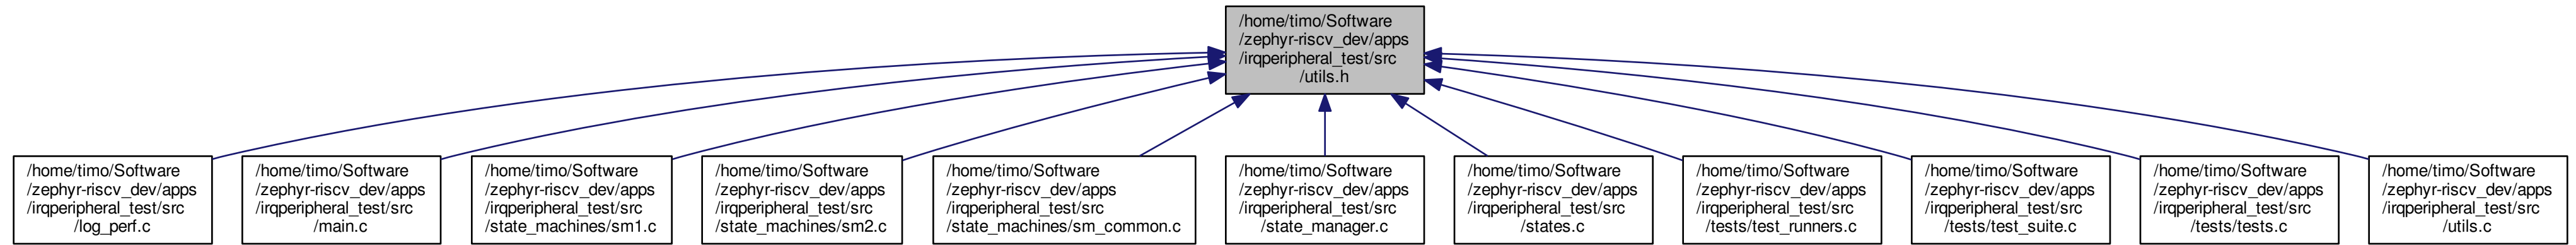 /home/timo/Software
/zephyr-riscv_dev/apps
/irqperipheral_test/src
/utils.h
/home/timo/Software
/zephyr-riscv_dev/apps
/irqperipheral_test/src
/log_perf.c
/home/timo/Software
/zephyr-riscv_dev/apps
/irqperipheral_test/src
/main.c
/home/timo/Software
/zephyr-riscv_dev/apps
/irqperipheral_test/src
/state_machines/sm1.c
/home/timo/Software
/zephyr-riscv_dev/apps
/irqperipheral_test/src
/state_machines/sm2.c
/home/timo/Software
/zephyr-riscv_dev/apps
/irqperipheral_test/src
/state_machines/sm_common.c
/home/timo/Software
/zephyr-riscv_dev/apps
/irqperipheral_test/src
/state_manager.c
/home/timo/Software
/zephyr-riscv_dev/apps
/irqperipheral_test/src
/states.c
/home/timo/Software
/zephyr-riscv_dev/apps
/irqperipheral_test/src
/tests/test_runners.c
/home/timo/Software
/zephyr-riscv_dev/apps
/irqperipheral_test/src
/tests/test_suite.c
/home/timo/Software
/zephyr-riscv_dev/apps
/irqperipheral_test/src
/tests/tests.c
/home/timo/Software
/zephyr-riscv_dev/apps
/irqperipheral_test/src
/utils.c